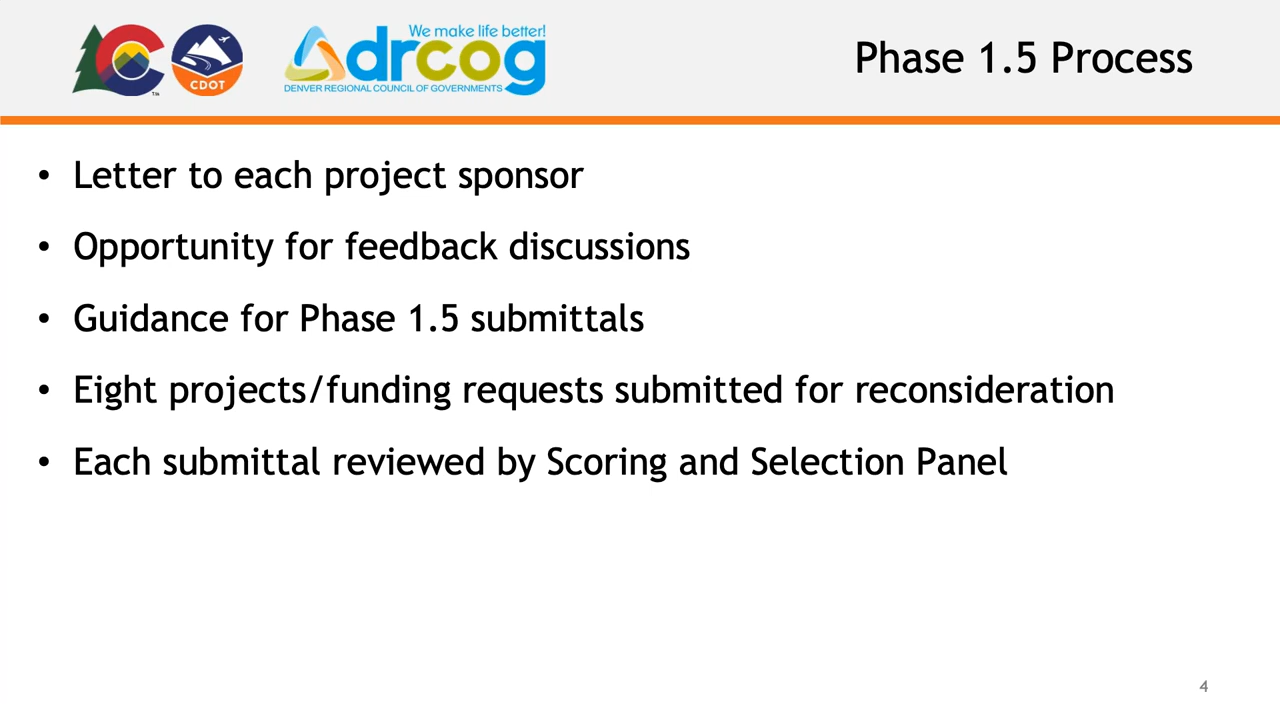 CDOT
TM
We make life better!
drcog
DENVER REGIONAL COUNCIL OF GOVERNMENTS
Phase 1.5 Process
• Letter to each project sponsor
• Opportunity for feedback discussions
• Guidance for Phase 1.5 submittals
• Eight projects/funding requests submitted for reconsideration
• Each submittal reviewed by Scoring and Selection Panel
4